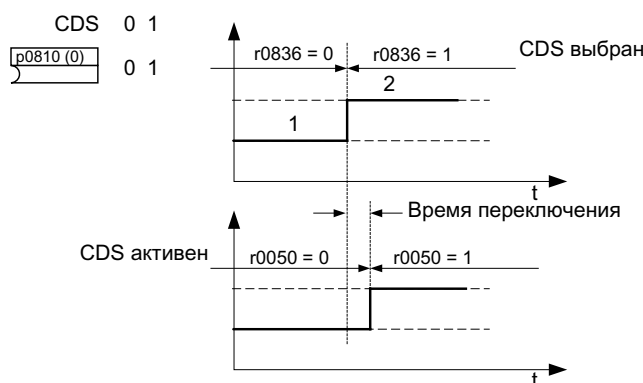 CDS 0 1
p0810 (0) 0 1
r0836 = 0 r0836 = 1 CDS выбран
2
1
t
Время переключения
CDS активен
r0050 = 0 r0050 = 1
t